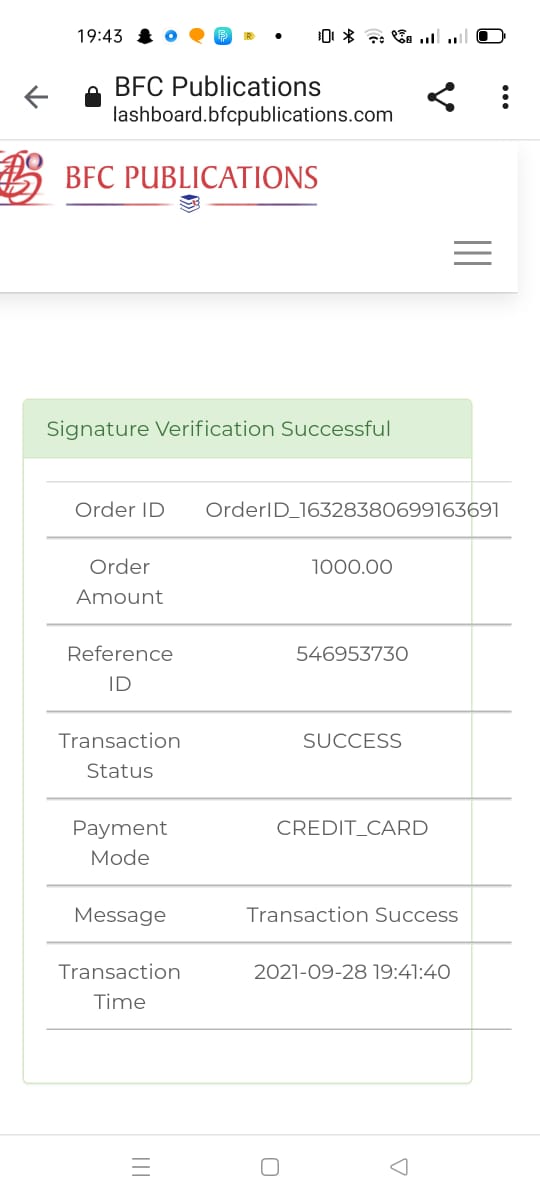 19:43
BFC Publications
lashboard.bfcpublications.com
BFC PUBLICATIONS
Signature Verification Successful
Order ID OrderID_16328380699163691
Order Amount 1000.00
Reference ID 546953730
Transaction Status SUCCESS
Payment Mode CREDIT_CARD
Message Transaction Success
Transaction Time 2021-09-28 19:41:40